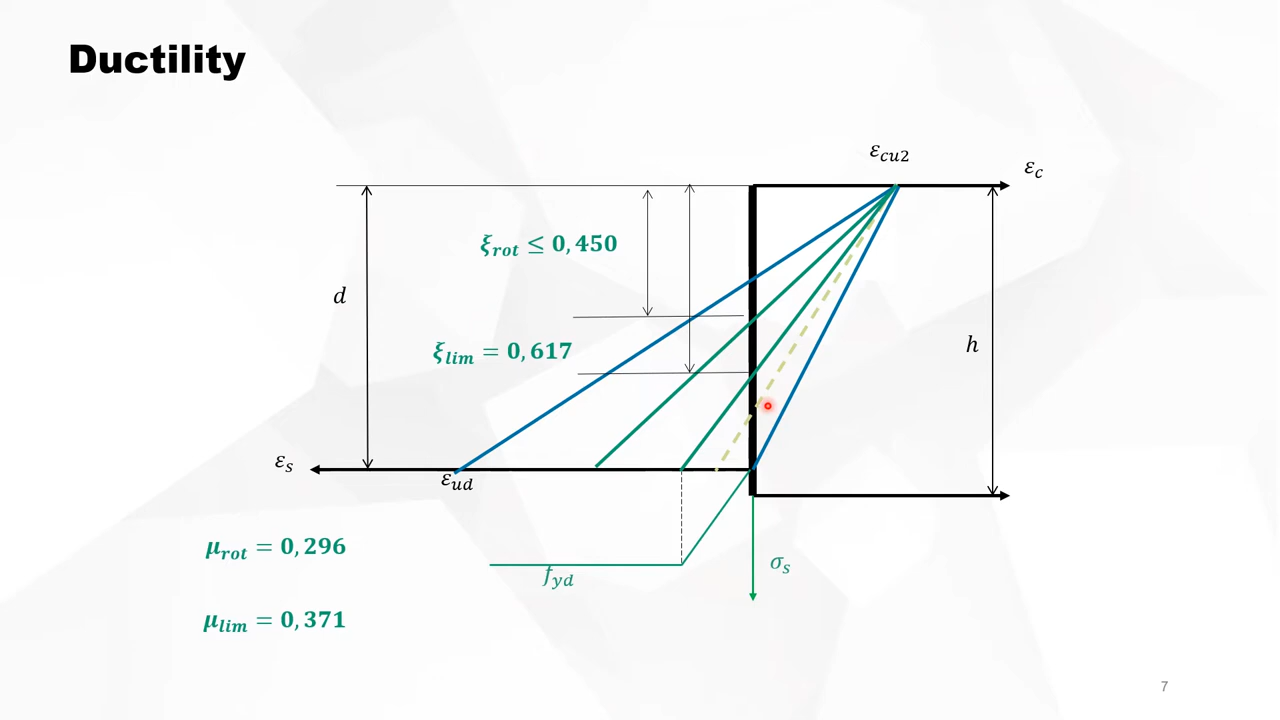 Ductility
ε_cu2
ε_c
ξ_rot ≤ 0,450
d
h
ξ_lim = 0,617
ε_s
ε_ud
μ_rot = 0,296
σ_s
f_yd
μ_lim = 0,371
7